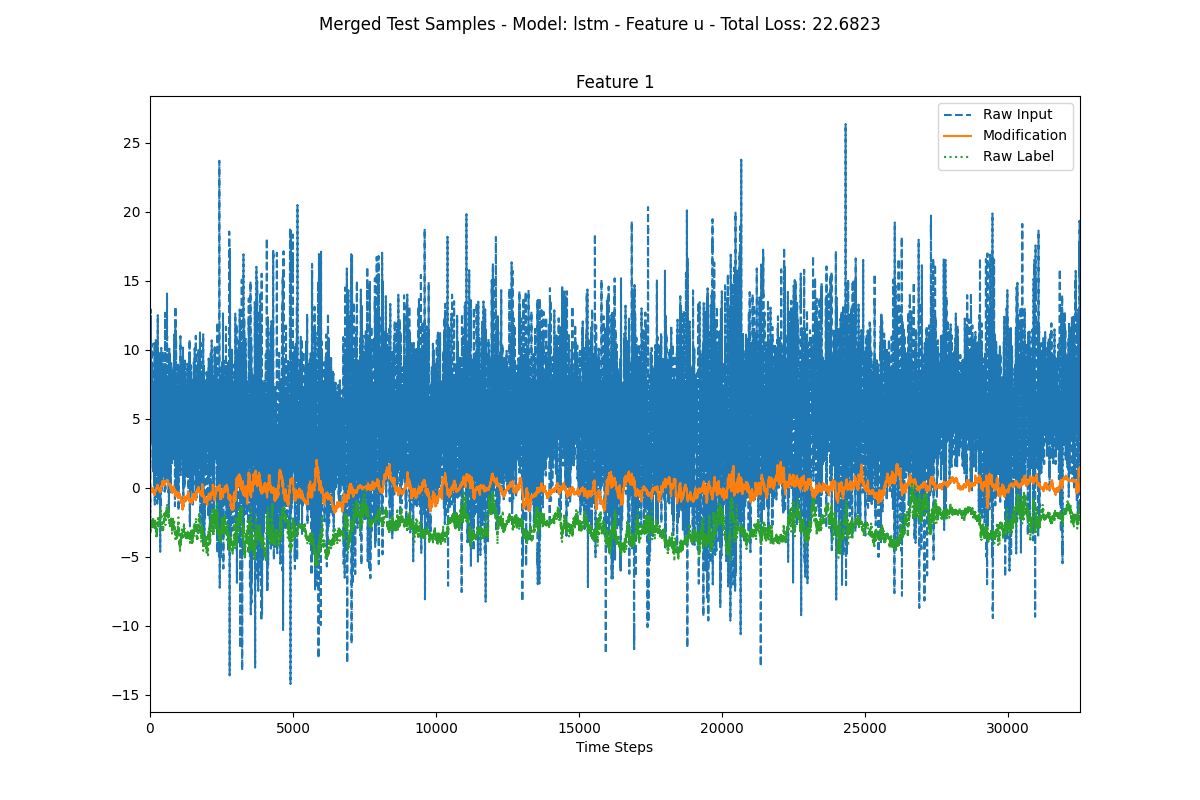 Merged Test Samples - Model: lstm - Feature u - Total Loss: 22.6823
Feature 1
Raw Input
Modification
Raw Label
25
20
15
10
5
0
−5
−10
−15
0 5000 10000 15000 20000 25000 30000
Time Steps